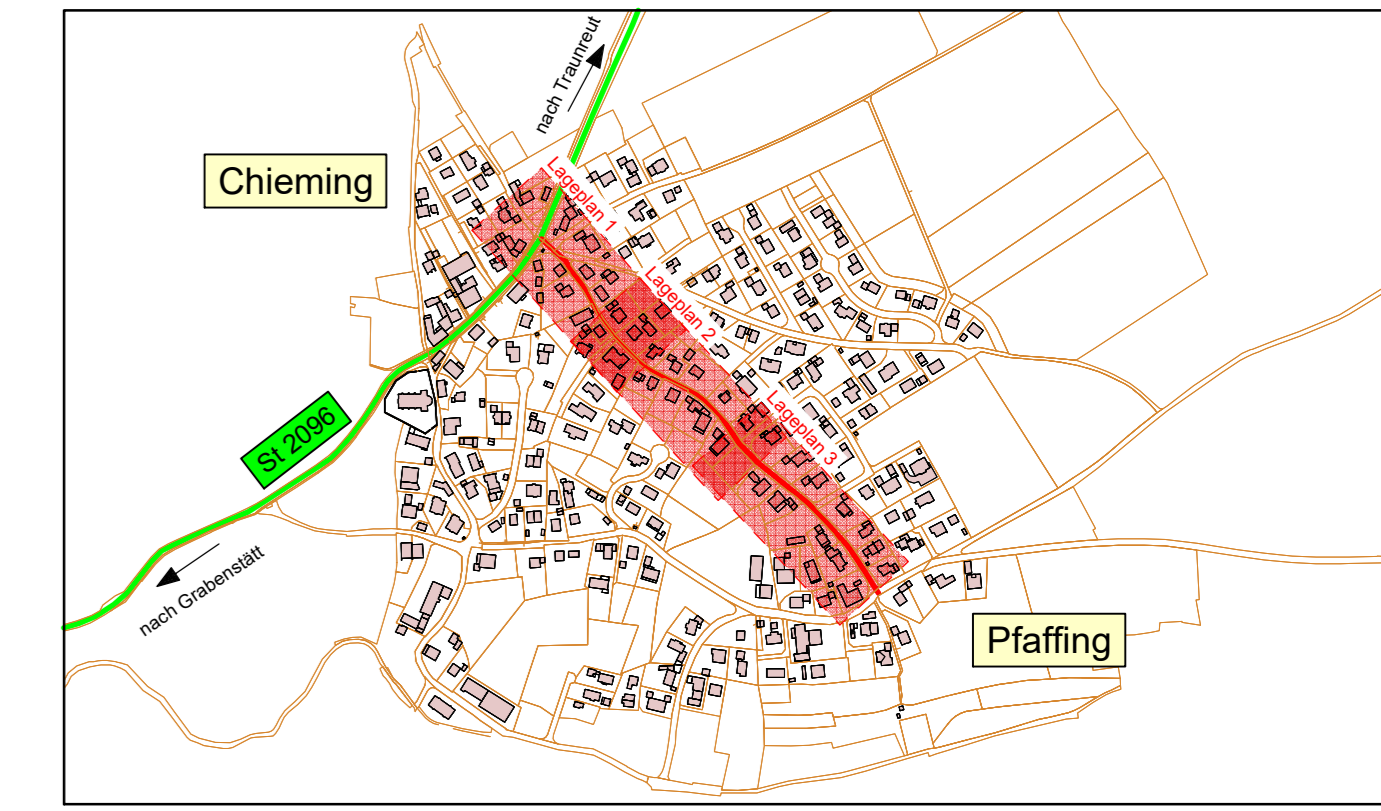 nach Traunreut
Chieming
Lageplan 1
Lageplan 2
Lageplan 3
St 2096
nach Grabenstätt
Pfaffing